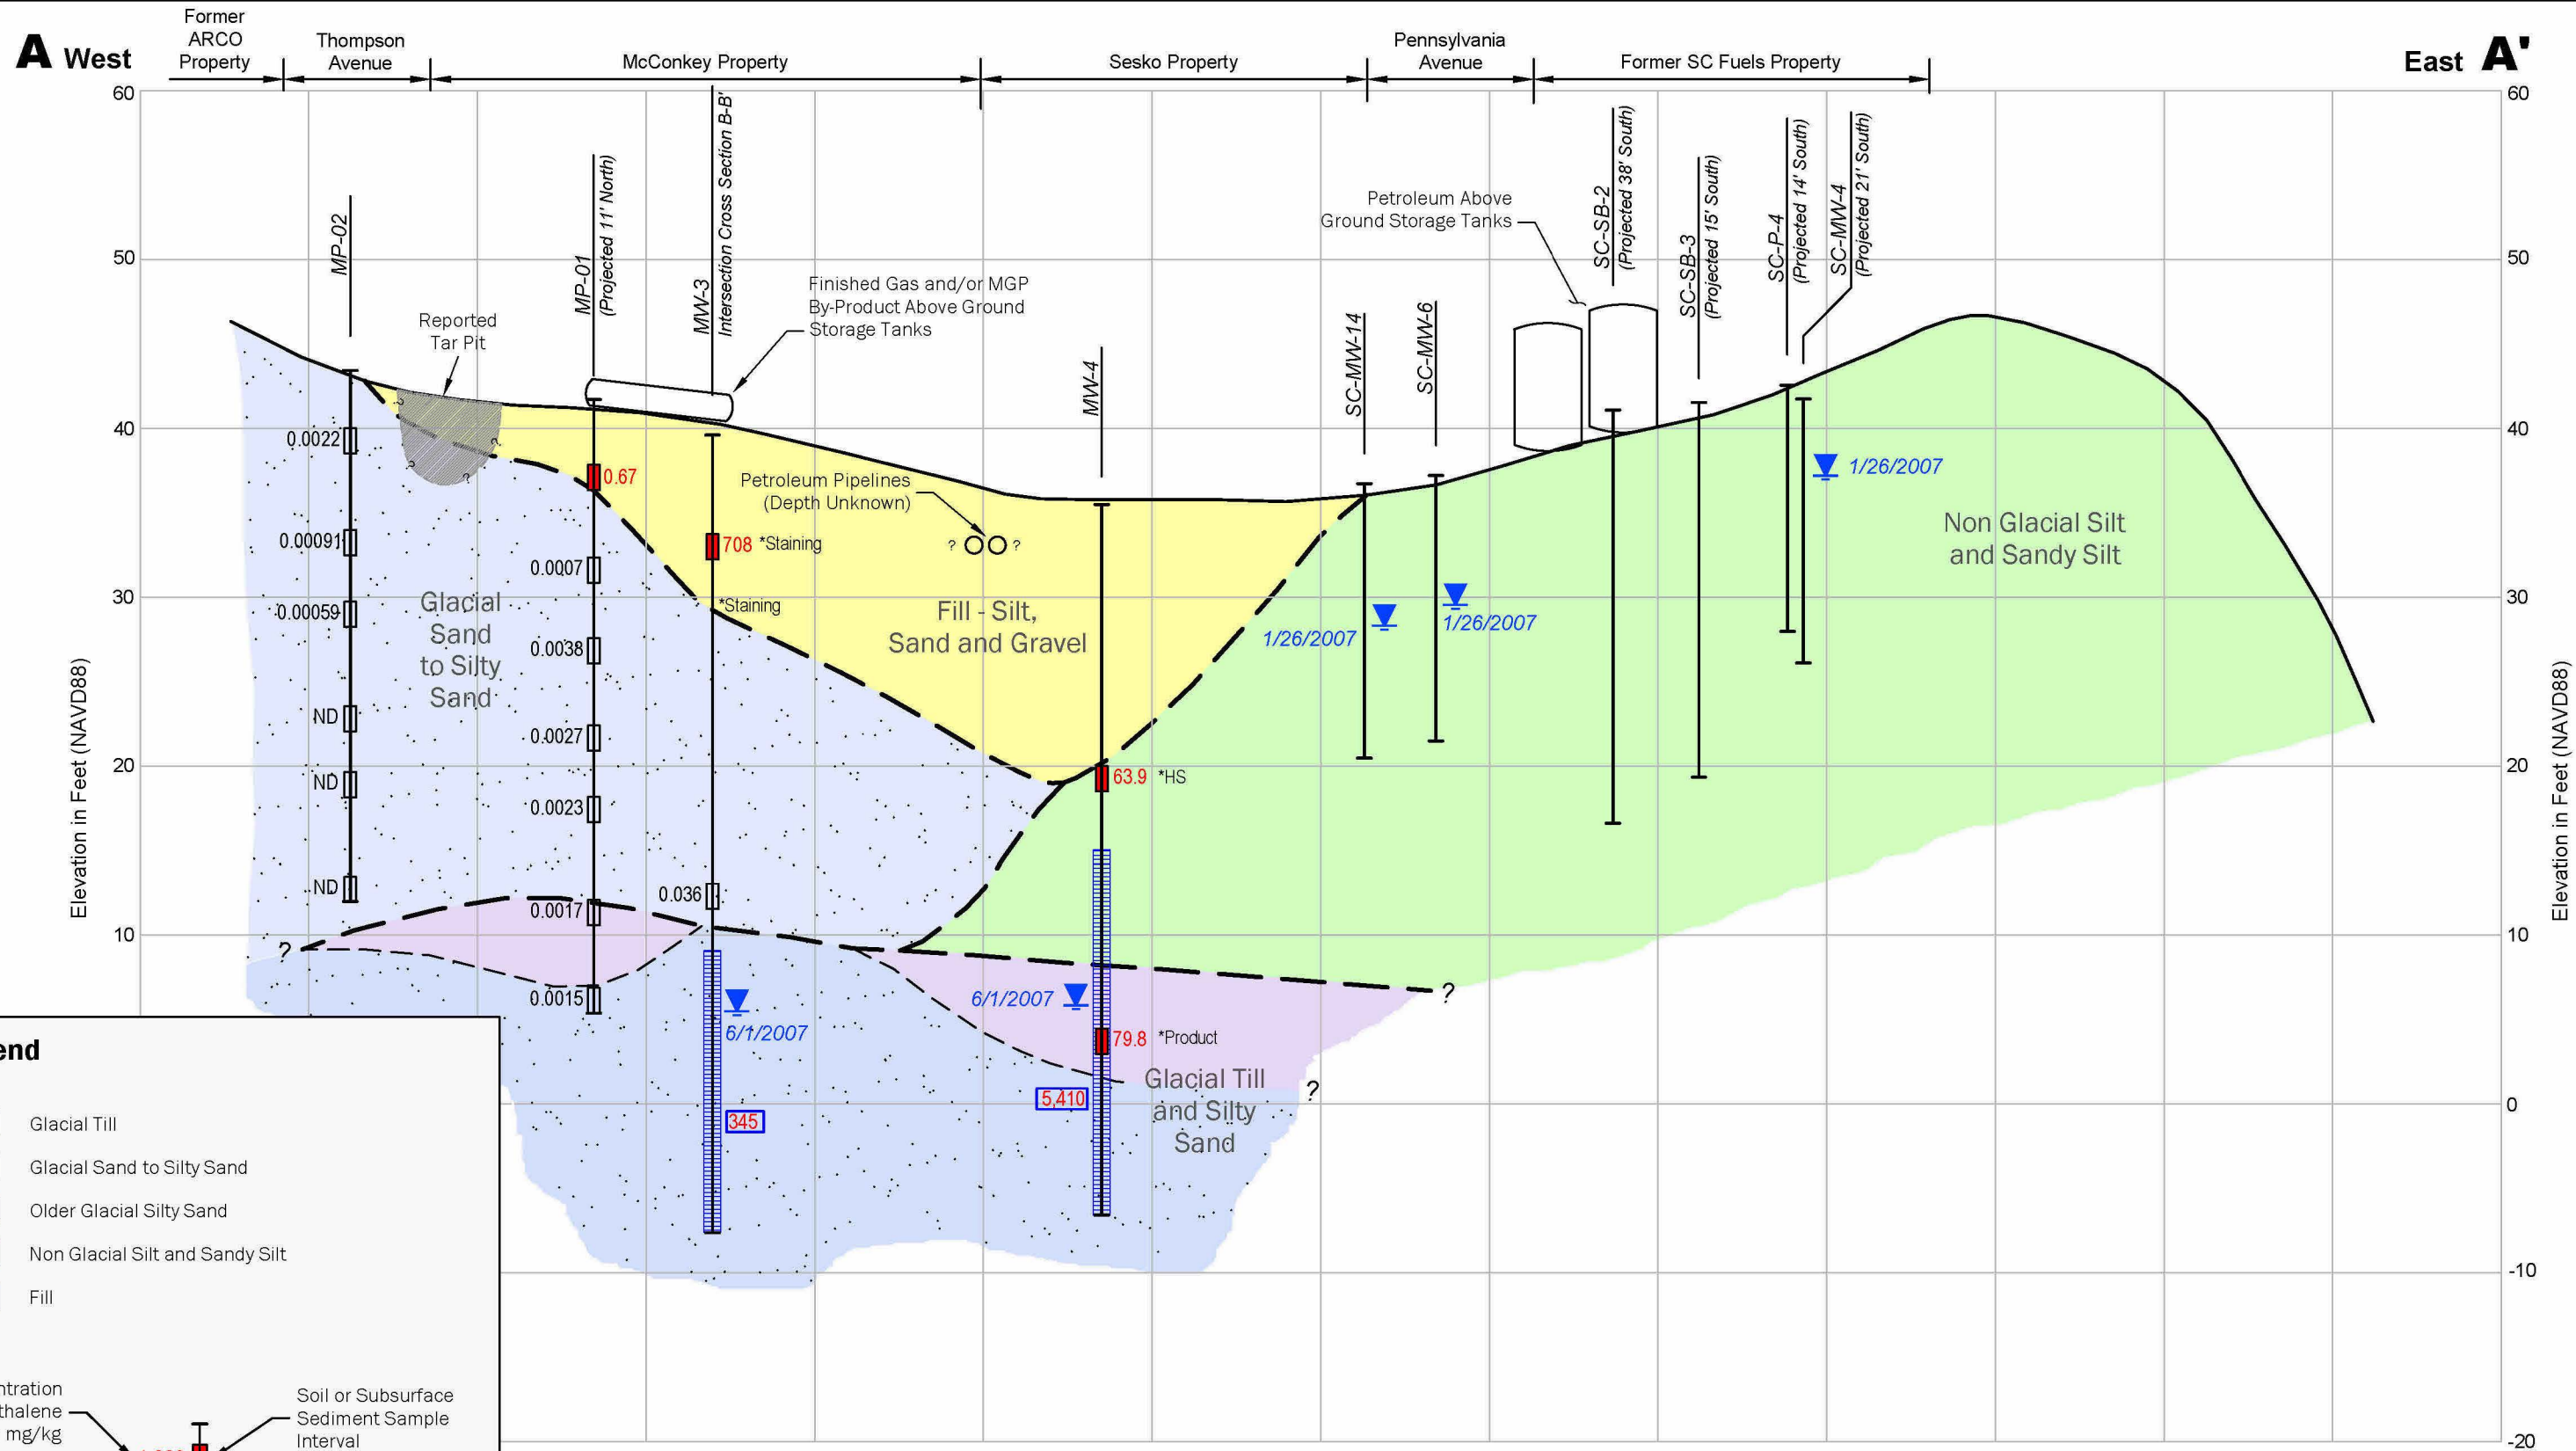 A West
Former
ARCO
Property
Thompson
Avenue
McConkey Property
Sesko Property
Pennsylvania
Avenue
Former SC Fuels Property
East A'
60
50
40
30
20
10
Elevation in Feet (NAVD88)
60
50
40
30
20
10
0
-10
-20
Elevation in Feet (NAVD88)
MP-02
MP-01
(Projected 11' North)
MW-3
Intersection Cross Section B-B'
MW-4
SC-MW-14
SC-MW-6
SC-SB-2
(Projected 38' South)
SC-SB-3
(Projected 15' South)
SC-P-4
(Projected 14' South)
SC-MW-4
(Projected 21' South)
Reported
Tar Pit
? ? ? ? ?
Finished Gas and/or MGP
By-Product Above Ground
Storage Tanks
Petroleum Above
Ground Storage Tanks
Petroleum Pipelines
(Depth Unknown)
? ?
0.0022
0.00091
0.00059
ND
ND
ND
0.67
0.0007
0.0038
0.0027
0.0023
0.0017
0.0015
708 *Staining
*Staining
0.036
6/1/2007
345
63.9 *HS
6/1/2007
79.8 *Product
5,410
1/26/2007
1/26/2007
1/26/2007
Glacial
Sand
to Silty
Sand
Fill - Silt,
Sand and Gravel
Non Glacial Silt
and Sandy Silt
Glacial Till
and Silty
Sand
?
?
?
end
Glacial Till
Glacial Sand to Silty Sand
Older Glacial Silty Sand
Non Glacial Silt and Sandy Silt
Fill
ntration
thalene
mg/kg
Soil or Subsurface
Sediment Sample
Interval